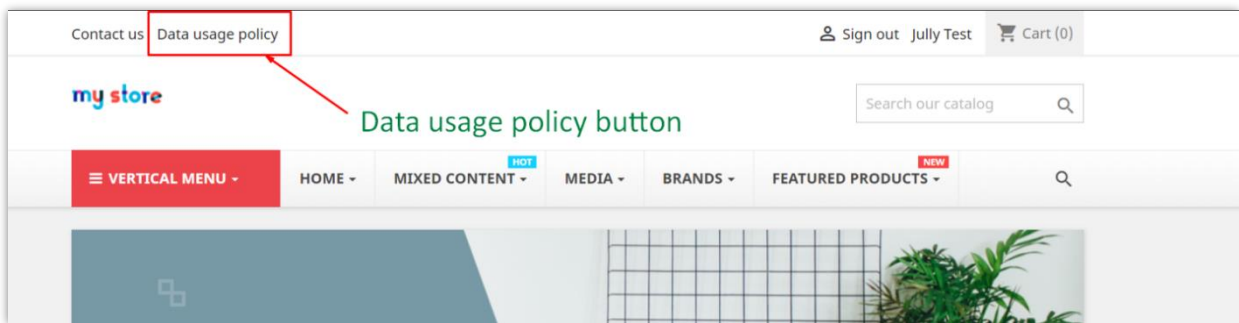 Contact us Data usage policy Sign out Jully Test Cart (0)
my store
Search our catalog
Data usage policy button
HOT NEW
VERTICAL MENU HOME MIXED CONTENT MEDIA BRANDS FEATURED PRODUCTS